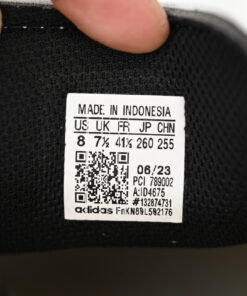 MADE IN INDONESIA
US UK FR JP CHN
8 7½ 41⅓ 260 255
06/23
PCI 789002
A:ID4675
#132874731
adidas FnKN89L592176